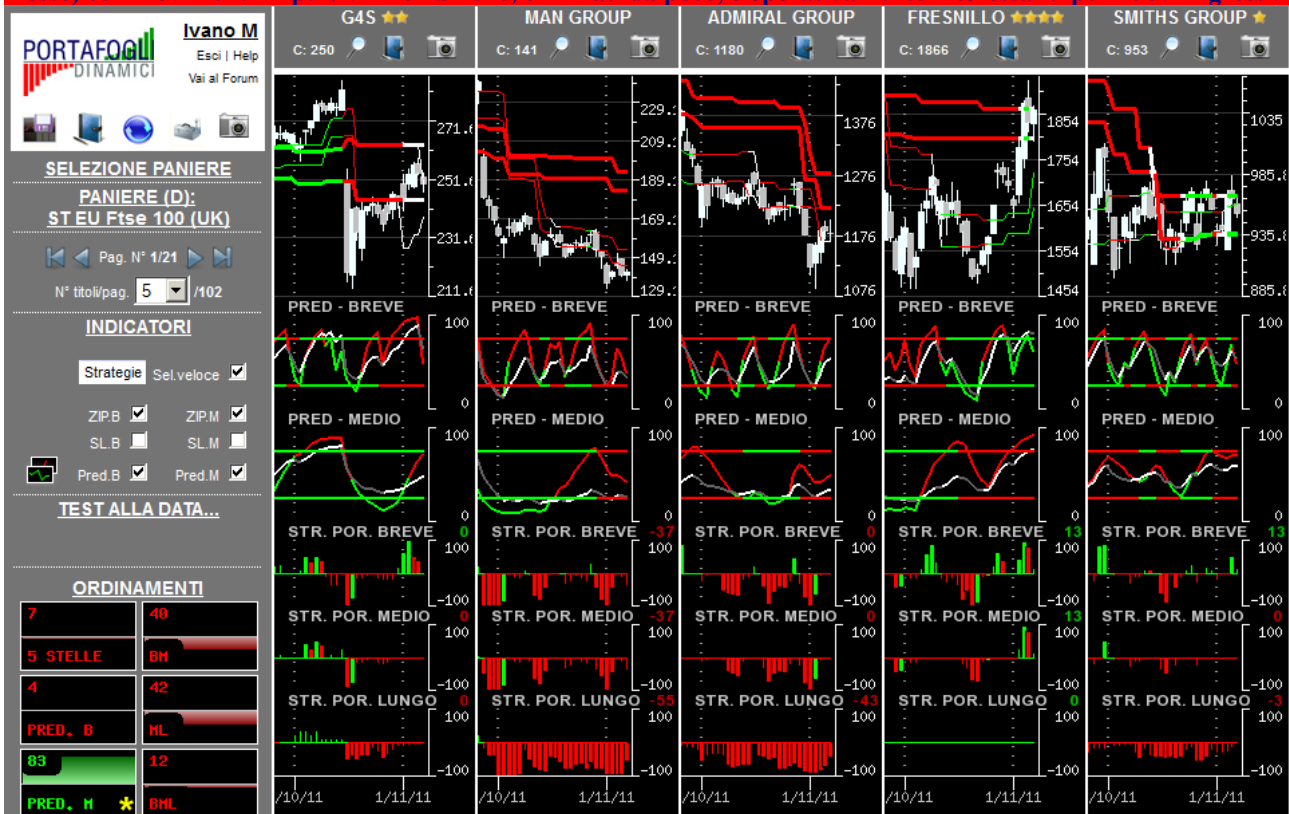 PORTAFOGLI
DINAMICI
Ivano M
Esci | Help
Vai al Forum
SELEZIONE PANIERE
PANIERE (D):
ST EU Ftse 100 (UK)
Pag. N° 1/21
N° titoli/pag. 5 /102
INDICATORI
Strategie Sel.veloce
ZIP.B ZIP.M
SL.B SL.M
Pred.B Pred.M
TEST ALLA DATA...
ORDINAMENTI
7 40
5 STELLE BM
4 42
PRED. B ML
83 12
PRED. M * BML
G4S
C: 250
271.
251.
231.
211.
PRED - BREVE
100
0
PRED - MEDIO
100
0
STR. POR. BREVE 0
100
-100
STR. POR. MEDIO 0
100
-100
STR. POR. LUNGO 0
100
-100
/10/11 1/11/11
MAN GROUP
C: 141
229.
209.
189.
169.
149.
129.
PRED - BREVE
100
0
PRED - MEDIO
100
0
STR. POR. BREVE -37
100
-100
STR. POR. MEDIO -37
100
-100
STR. POR. LUNGO -55
100
-100
/10/11 1/11/11
ADMIRAL GROUP
C: 1180
1376
1276
1176
1076
PRED - BREVE
100
0
PRED - MEDIO
100
0
STR. POR. BREVE 0
100
-100
STR. POR. MEDIO 0
100
-100
STR. POR. LUNGO -43
100
-100
/10/11 1/11/11
FRESNILLO
C: 1866
1854
1754
1654
1554
1454
PRED - BREVE
100
0
PRED - MEDIO
100
0
STR. POR. BREVE 13
100
-100
STR. POR. MEDIO 13
100
-100
STR. POR. LUNGO 0
100
-100
/10/11 1/11/11
SMITHS GROUP
C: 953
1035
985.8
935.8
885.8
PRED - BREVE
100
0
PRED - MEDIO
100
0
STR. POR. BREVE 13
100
-100
STR. POR. MEDIO 0
100
-100
STR. POR. LUNGO -3
100
-100
/10/11 1/11/11